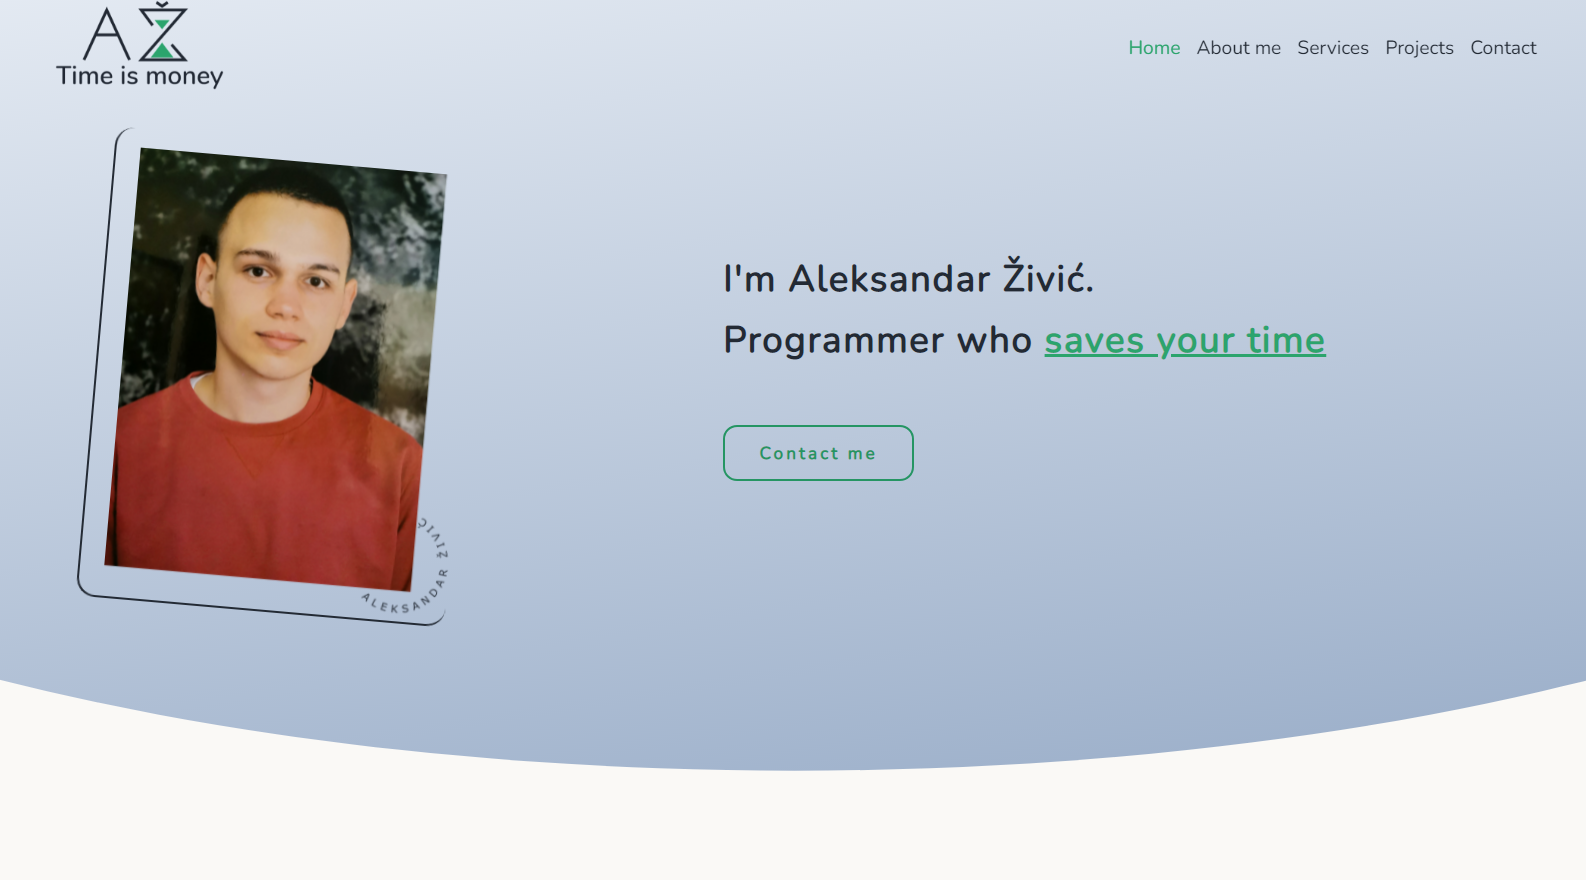 AŽ
Time is money
Home About me Services Projects Contact
I'm Aleksandar Živić.
Programmer who saves your time
Contact me
ALEKSANDAR ŽIVIĆ